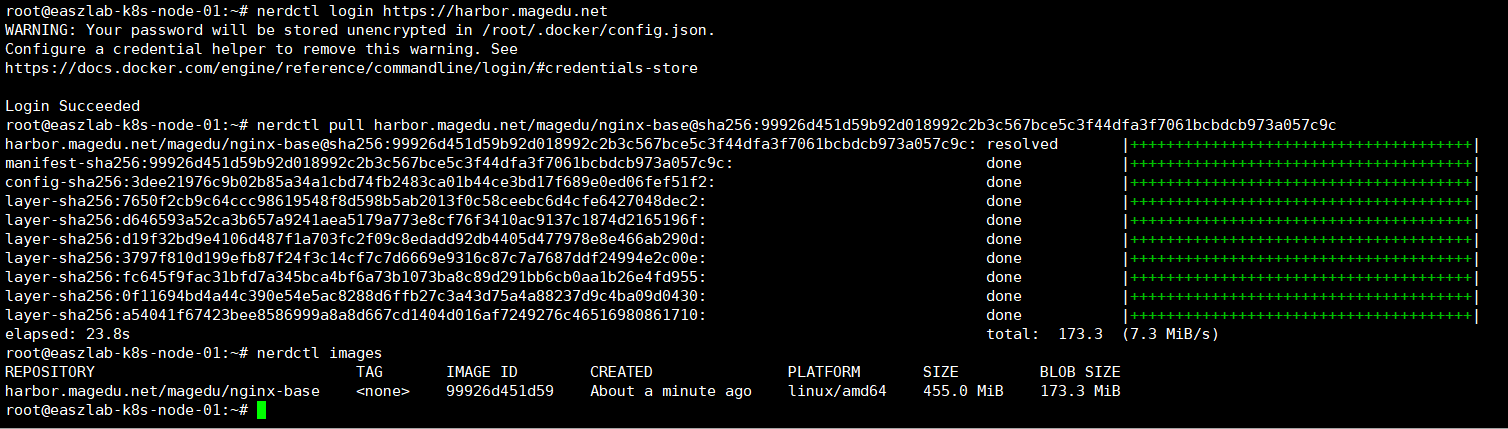 root@easzlab-k8s-node-01:~# nerdctl login https://harbor.magedu.net
WARNING: Your password will be stored unencrypted in /root/.docker/config.json.
Configure a credential helper to remove this warning. See
https://docs.docker.com/engine/reference/commandline/login/#credentials-store
Login Succeeded
root@easzlab-k8s-node-01:~# nerdctl pull harbor.magedu.net/magedu/nginx-base@sha256:99926d451d59b92d018992c2b3c567bce5c3f44dfa3f7061bcbdcb973a057c9c
harbor.magedu.net/magedu/nginx-base@sha256:99926d451d59b92d018992c2b3c567bce5c3f44dfa3f7061bcbdcb973a057c9c: resolved |++++++++++++++++++++++++++++++++++++++|
manifest-sha256:99926d451d59b92d018992c2b3c567bce5c3f44dfa3f7061bcbdcb973a057c9c: done |++++++++++++++++++++++++++++++++++++++|
config-sha256:3dee21976c9b02b85a34a1cbd74fb2483ca01b44ce3bd17f689e0ed06fef51f2: done |++++++++++++++++++++++++++++++++++++++|
layer-sha256:7650f2cb9c64ccc98619548f8d598b5ab2013f0c58ceebc6d4cfe6427048dec2: done |++++++++++++++++++++++++++++++++++++++|
layer-sha256:d646593a52ca3b657a9241aea5179a773e8cf76f3410ac9137c1874d2165196f: done |++++++++++++++++++++++++++++++++++++++|
layer-sha256:d19f32bd9e4106d487f1a703fc2f09c8edadd92db4405d477978e8e466ab290d: done |++++++++++++++++++++++++++++++++++++++|
layer-sha256:3797f810d199efb87f24f3c14cf7c7d6669e9316c87c7a7687ddf24994e2c00e: done |++++++++++++++++++++++++++++++++++++++|
layer-sha256:fc645f9fac31bfd7a345bca4bf6a73b1073ba8c89d291bb6cb0aa1b26e4fd955: done |++++++++++++++++++++++++++++++++++++++|
layer-sha256:0f11694bd4a44c390e54e5ac8288d6ffb27c3a43d75a4a88237d9c4ba09d0430: done |++++++++++++++++++++++++++++++++++++++|
layer-sha256:a54041f67423bee8586999a8a8d667cd1404d016af7249276c46516980861710: done |++++++++++++++++++++++++++++++++++++++|
elapsed: 23.8s total: 173.3 (7.3 MiB/s)
root@easzlab-k8s-node-01:~# nerdctl images
REPOSITORY TAG IMAGE ID CREATED PLATFORM SIZE BLOB SIZE
harbor.magedu.net/magedu/nginx-base <none> 99926d451d59 About a minute ago linux/amd64 455.0 MiB 173.3 MiB
root@easzlab-k8s-node-01:~#